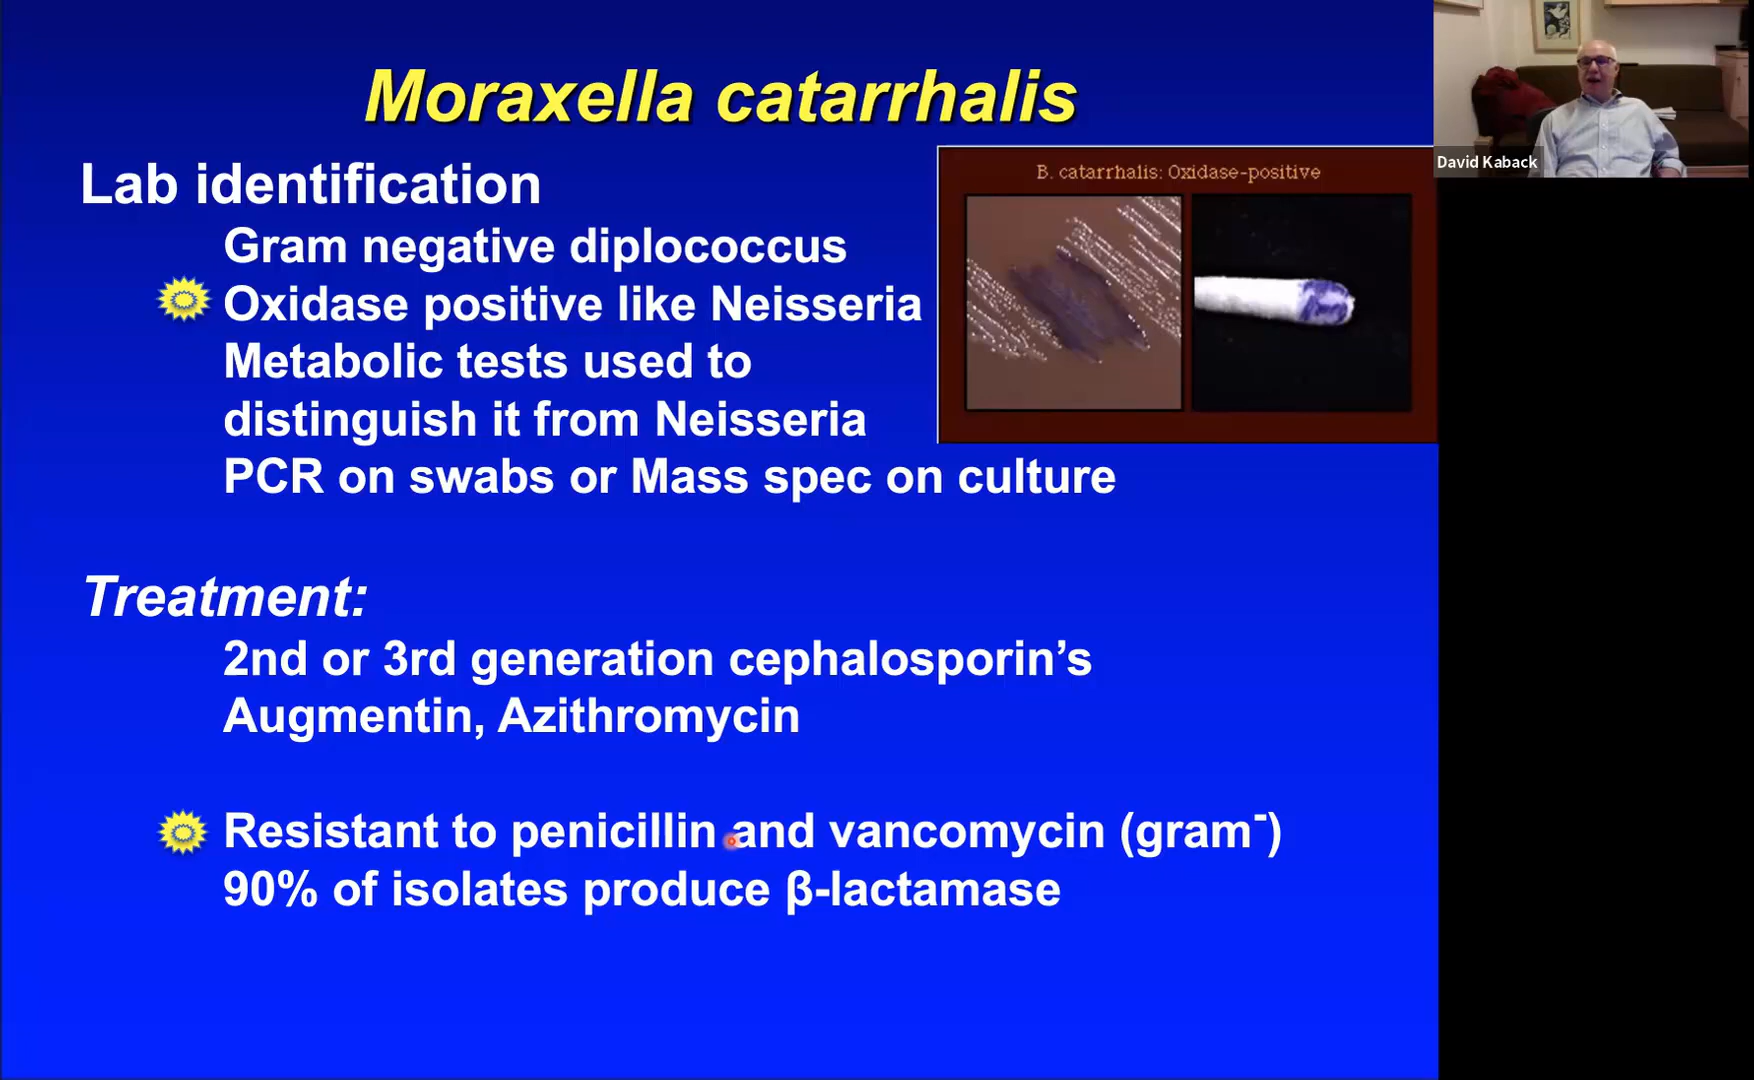 Moraxella catarrhalis
Lab identification
Gram negative diplococcus
Oxidase positive like Neisseria
Metabolic tests used to
distinguish it from Neisseria
PCR on swabs or Mass spec on culture
B. catarrhalis: Oxidase-positive
David Kaback
Treatment:
2nd or 3rd generation cephalosporin’s
Augmentin, Azithromycin
Resistant to penicillin and vancomycin (gram⁻)
90% of isolates produce β-lactamase